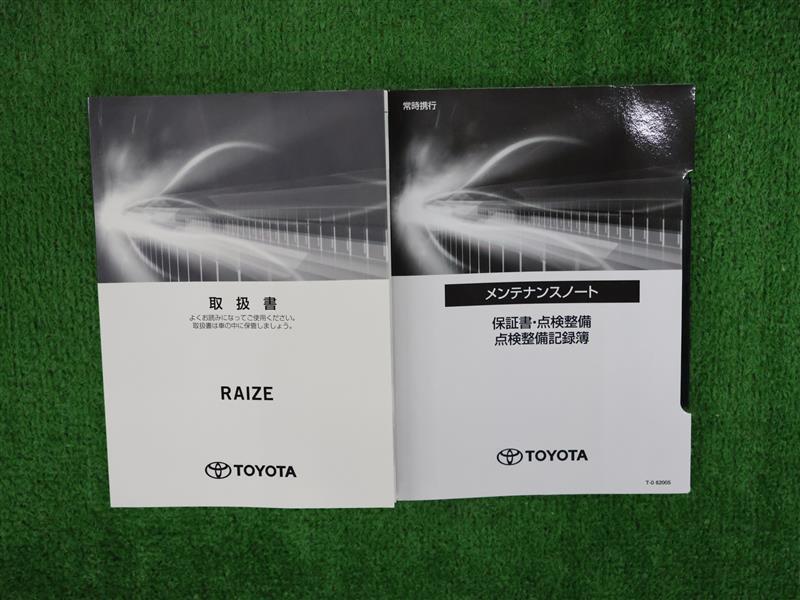 取扱書
よくお読みになってご使用ください。
取扱書は車の中に保管しましょう。
RAIZE
TOYOTA
常時携行
メンテナンスノート
保証書・点検整備
点検整備記録簿
TOYOTA
T-0 62005